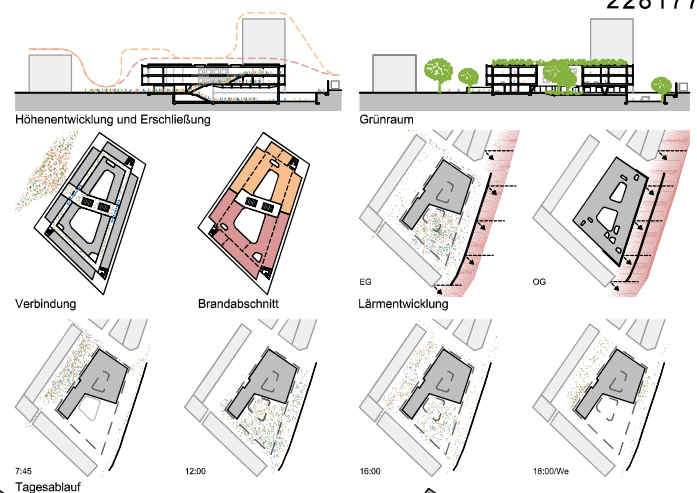 228177
Höhenentwicklung und Erschließung
Grünraum
EG
OG
Verbindung
Brandabschnitt
Lärmentwicklung
7:45
12:00
16:00
18:00/We
Tagesablauf